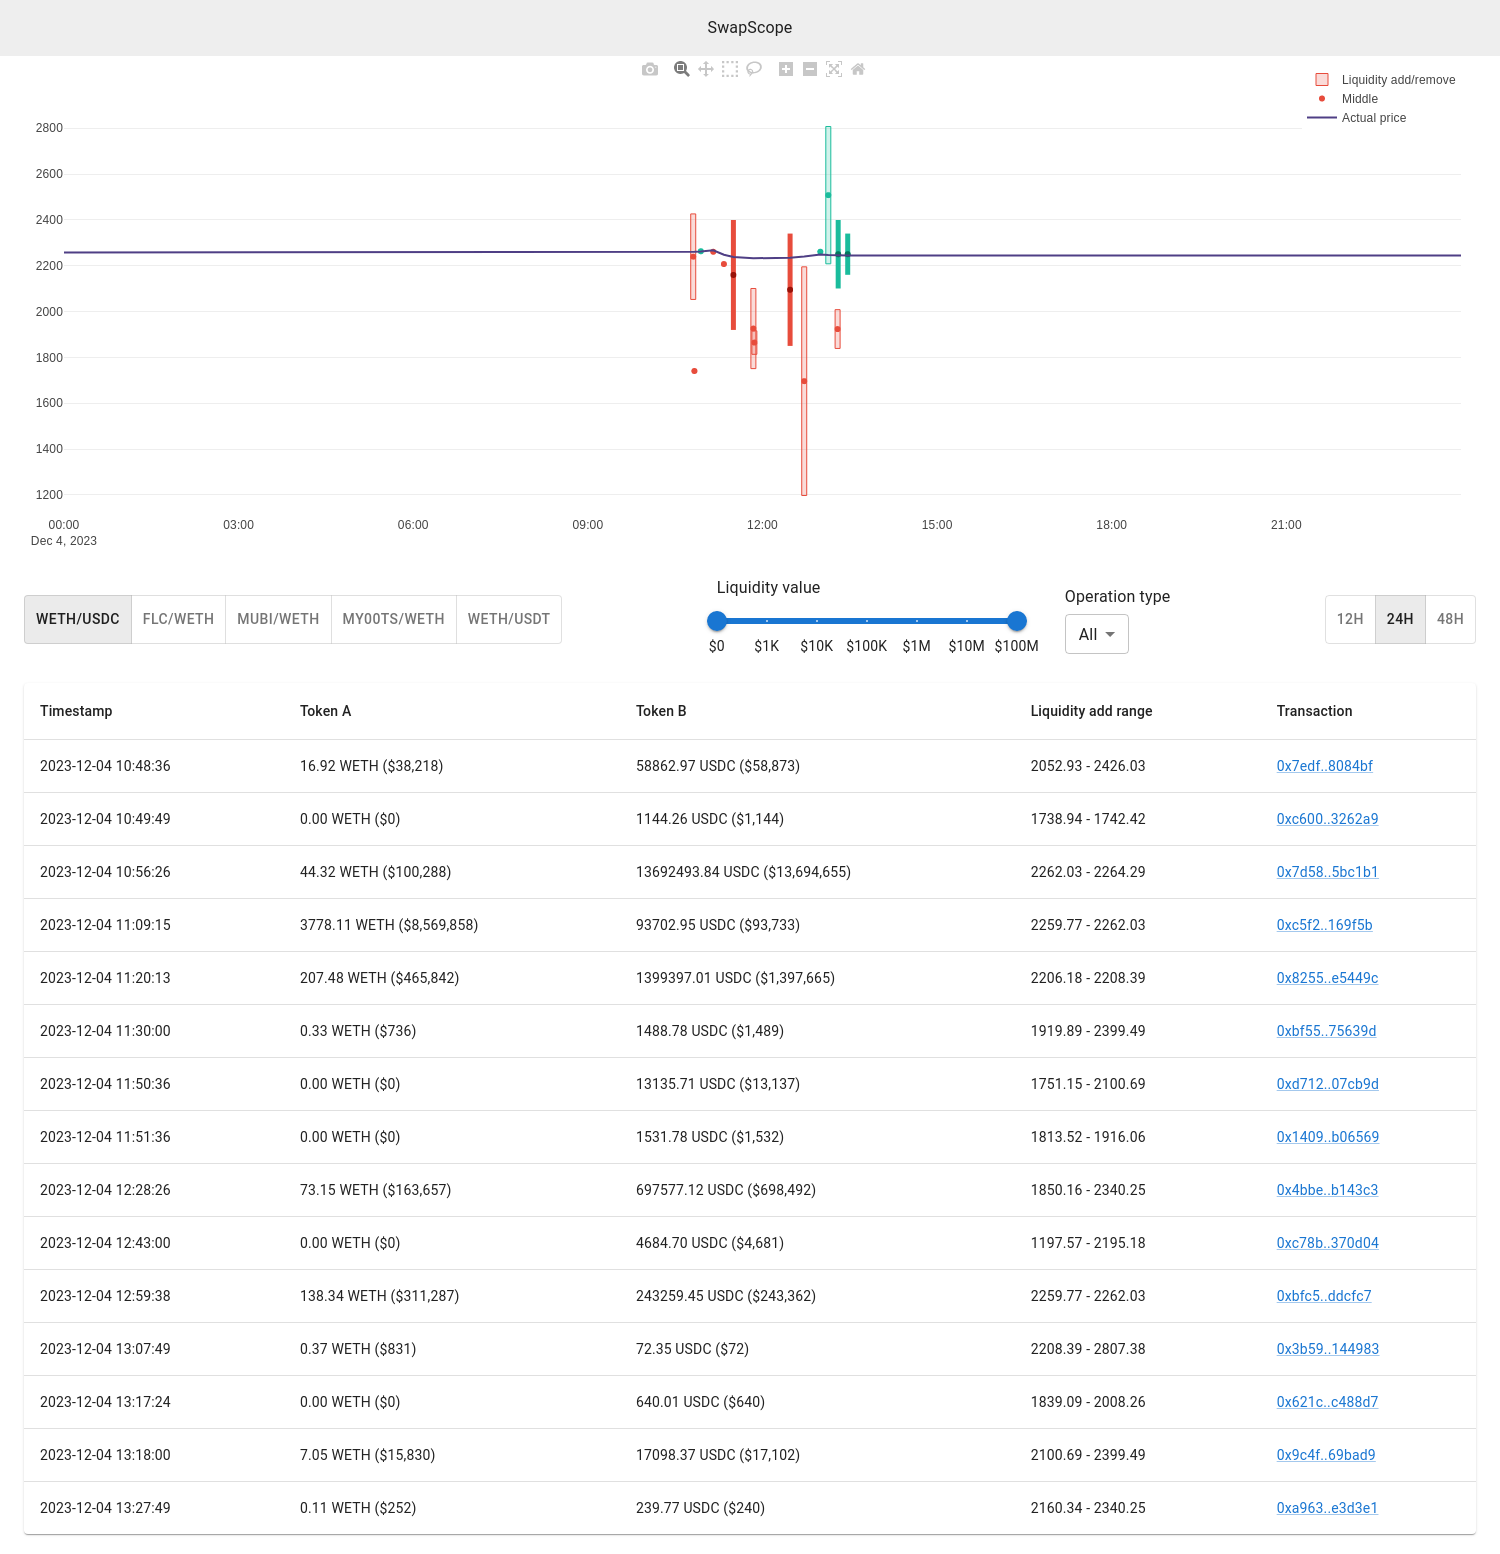 SwapScope
Liquidity add/remove
Middle
Actual price
2800
2600
2400
2200
2000
1800
1600
1400
1200
00:00 03:00 06:00 09:00 12:00 15:00 18:00 21:00
Dec 4, 2023
WETH/USDC FLC/WETH MUBI/WETH MY00TS/WETH WETH/USDT
Liquidity value
$0 $1K $10K $100K $1M $10M $100M
Operation type
All
12H 24H 48H
Timestamp Token A Token B Liquidity add range Transaction
2023-12-04 10:48:36 16.92 WETH ($38,218) 58862.97 USDC ($58,873) 2052.93 - 2426.03 0x7edf..8084bf
2023-12-04 10:49:49 0.00 WETH ($0) 1144.26 USDC ($1,144) 1738.94 - 1742.42 0xc600..3262a9
2023-12-04 10:56:26 44.32 WETH ($100,288) 13692493.84 USDC ($13,694,655) 2262.03 - 2264.29 0x7d58..5bc1b1
2023-12-04 11:09:15 3778.11 WETH ($8,569,858) 93702.95 USDC ($93,733) 2259.77 - 2262.03 0xc5f2..169f5b
2023-12-04 11:20:13 207.48 WETH ($465,842) 1399397.01 USDC ($1,397,665) 2206.18 - 2208.39 0x8255..e5449c
2023-12-04 11:30:00 0.33 WETH ($736) 1488.78 USDC ($1,489) 1919.89 - 2399.49 0xbf55..75639d
2023-12-04 11:50:36 0.00 WETH ($0) 13135.71 USDC ($13,137) 1751.15 - 2100.69 0xd712..07cb9d
2023-12-04 11:51:36 0.00 WETH ($0) 1531.78 USDC ($1,532) 1813.52 - 1916.06 0x1409..b06569
2023-12-04 12:28:26 73.15 WETH ($163,657) 697577.12 USDC ($698,492) 1850.16 - 2340.25 0x4bbe..b143c3
2023-12-04 12:43:00 0.00 WETH ($0) 4684.70 USDC ($4,681) 1197.57 - 2195.18 0xc78b..370d04
2023-12-04 12:59:38 138.34 WETH ($311,287) 243259.45 USDC ($243,362) 2259.77 - 2262.03 0xbfc5..ddcfc7
2023-12-04 13:07:49 0.37 WETH ($831) 72.35 USDC ($72) 2208.39 - 2807.38 0x3b59..144983
2023-12-04 13:17:24 0.00 WETH ($0) 640.01 USDC ($640) 1839.09 - 2008.26 0x621c..c488d7
2023-12-04 13:18:00 7.05 WETH ($15,830) 17098.37 USDC ($17,102) 2100.69 - 2399.49 0x9c4f..69bad9
2023-12-04 13:27:49 0.11 WETH ($252) 239.77 USDC ($240) 2160.34 - 2340.25 0xa963..e3d3e1